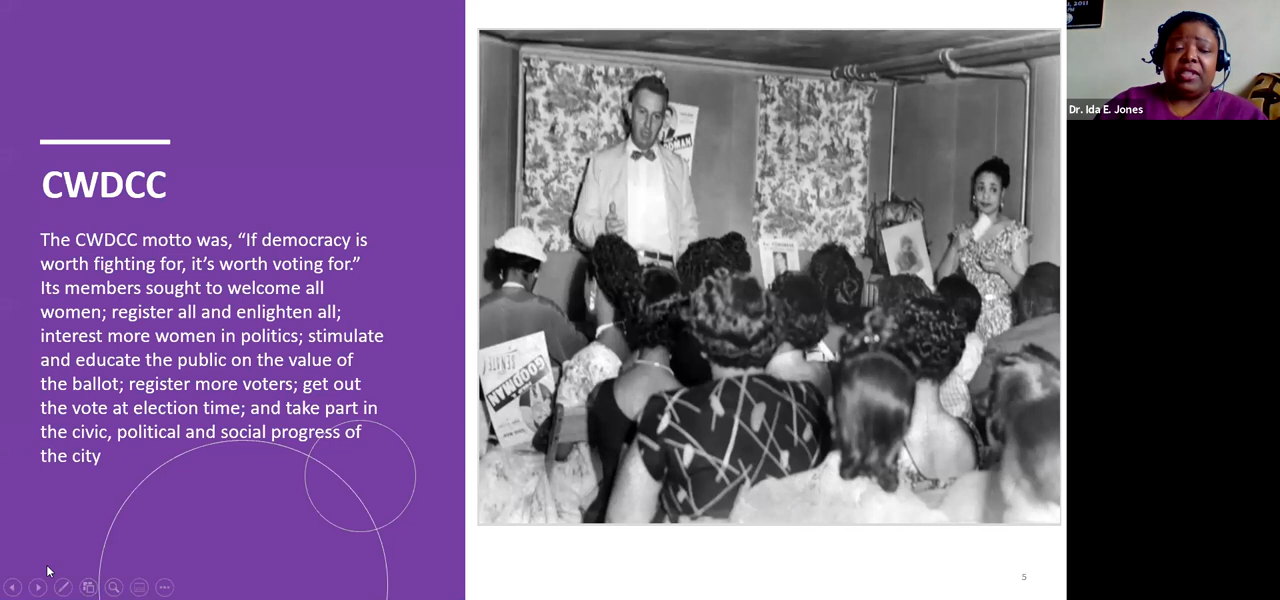 CWDCC
The CWDCC motto was, “If democracy is
worth fighting for, it’s worth voting for.”
Its members sought to welcome all
women; register all and enlighten all;
interest more women in politics; stimulate
and educate the public on the value of
the ballot; register more voters; get out
the vote at election time; and take part in
the civic, political and social progress of
the city
GOODMAN
5
, 2011
Dr. Ida E. Jones